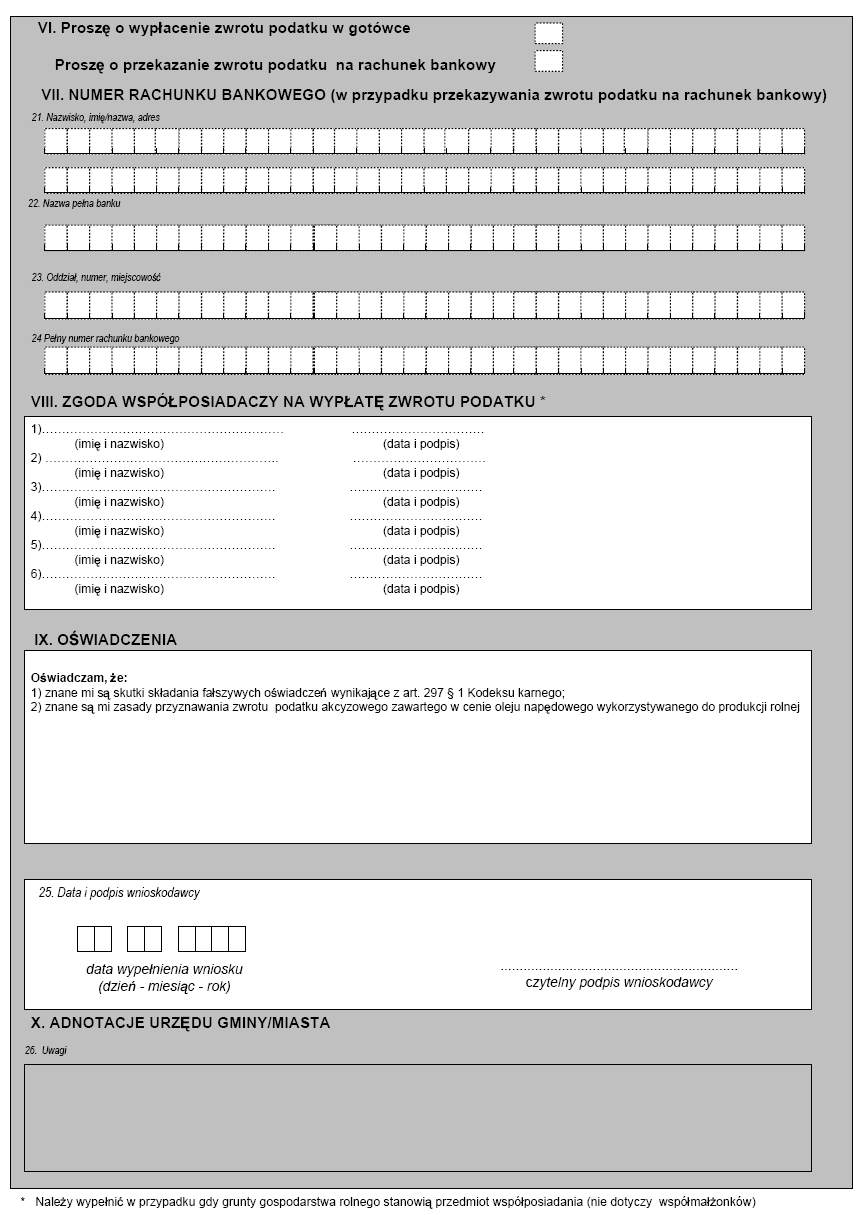 VI. Proszę o wypłacenie zwrotu podatku w gotówce
Proszę o przekazanie zwrotu podatku na rachunek bankowy
VII. NUMER RACHUNKU BANKOWEGO (w przypadku przekazywania zwrotu podatku na rachunek bankowy)
21. Nazwisko, imię/nazwa, adres
22. Nazwa pełna banku
23. Oddział, numer, miejscowość
24 Pełny numer rachunku bankowego
VIII. ZGODA WSPÓŁPOSIADACZY NA WYPŁATĘ ZWROTU PODATKU *
1)................................................... ............................
(imię i nazwisko) (data i podpis)
2) ................................................. ............................
(imię i nazwisko) (data i podpis)
3)................................................. ............................
(imię i nazwisko) (data i podpis)
4)................................................. ............................
(imię i nazwisko) (data i podpis)
5)................................................. ............................
(imię i nazwisko) (data i podpis)
6)................................................. ............................
(imię i nazwisko) (data i podpis)
IX. OŚWIADCZENIA
Oświadczam, że:
1) znane mi są skutki składania fałszywych oświadczeń wynikające z art. 297 § 1 Kodeksu karnego;
2) znane są mi zasady przyznawania zwrotu podatku akcyzowego zawartego w cenie oleju napędowego wykorzystywanego do produkcji rolnej
25. Data i podpis wnioskodawcy
data wypełnienia wniosku
(dzień - miesiąc - rok)
..................................................
czytelny podpis wnioskodawcy
X. ADNOTACJE URZĘDU GMINY/MIASTA
26. Uwagi
* Należy wypełnić w przypadku gdy grunty gospodarstwa rolnego stanowią przedmiot współposiadania (nie dotyczy współmałżonków)